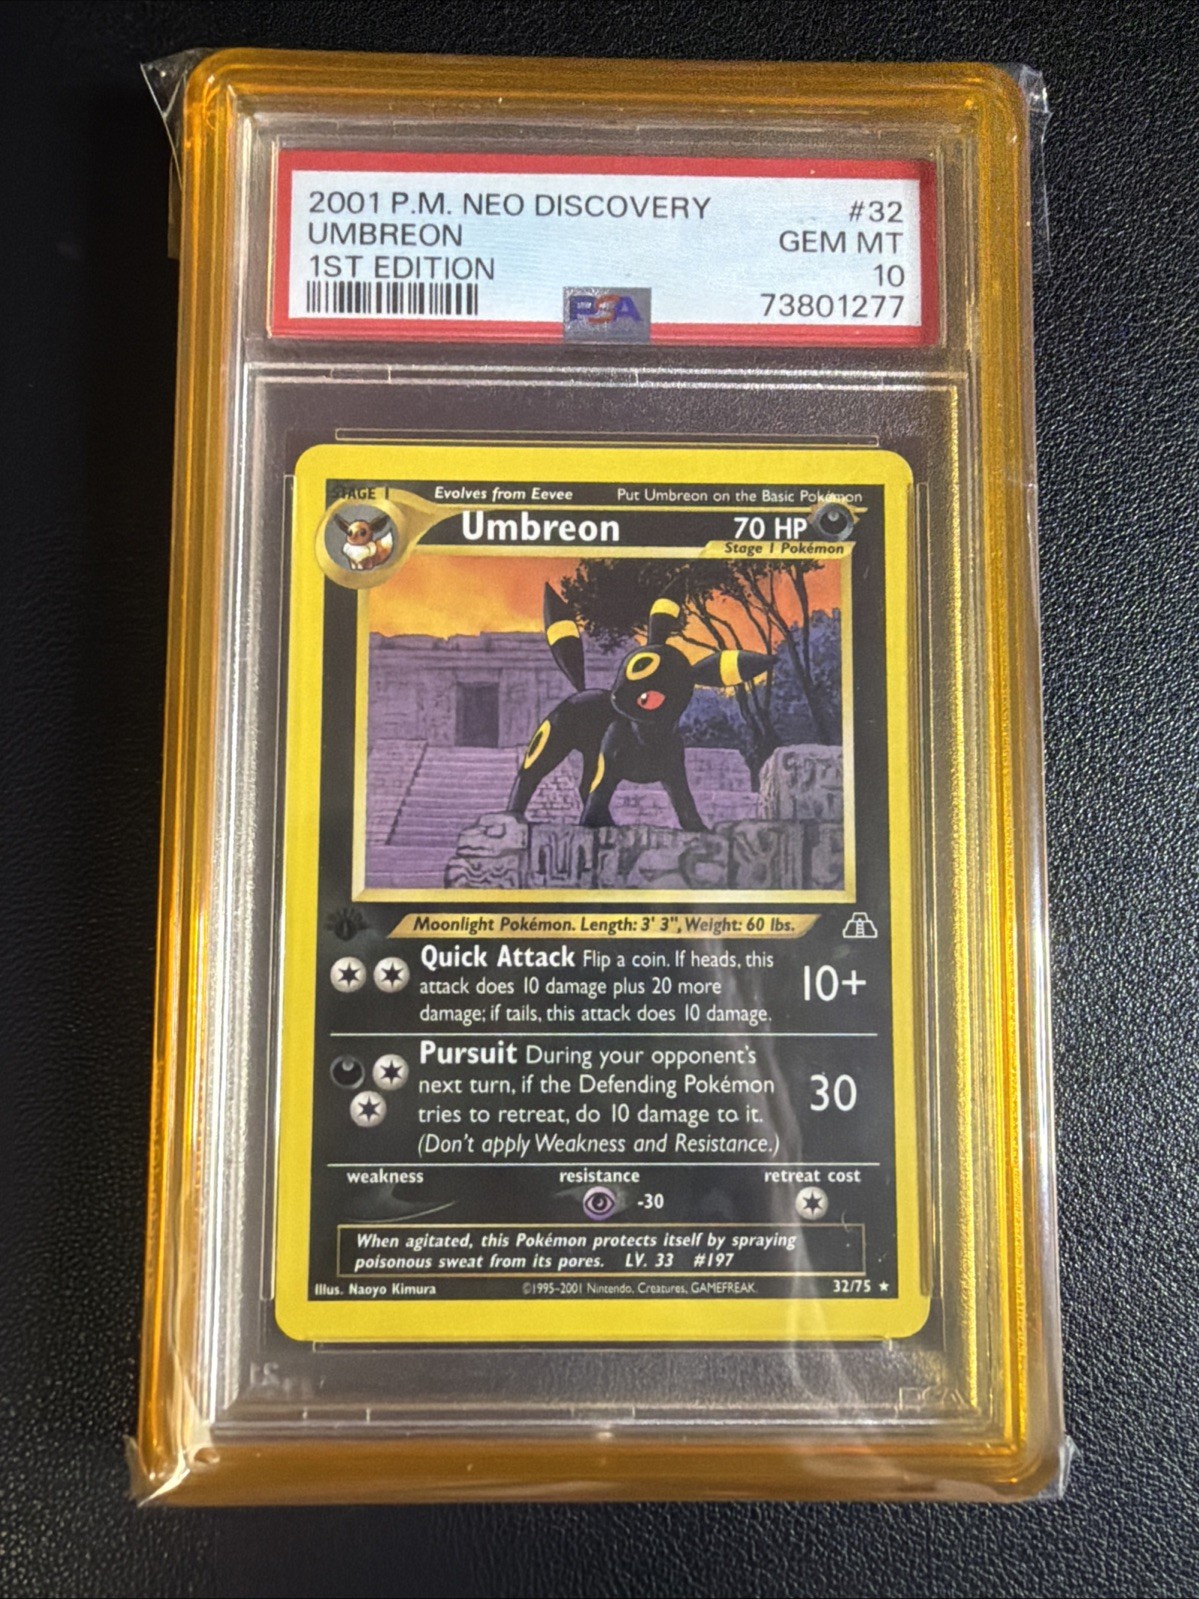 2001 P.M. NEO DISCOVERY #32
UMBREON GEM MT
1ST EDITION 10
73801277
PSA
STAGE 1 Evolves from Eevee Put Umbreon on the Basic Pokémon
Umbreon 70 HP
Stage 1 Pokémon
Moonlight Pokémon. Length: 3' 3", Weight: 60 lbs.
Quick Attack Flip a coin. If heads, this
attack does 10 damage plus 20 more 10+
damage; if tails, this attack does 10 damage.
Pursuit During your opponent's
next turn, if the Defending Pokémon 30
tries to retreat, do 10 damage to it.
(Don't apply Weakness and Resistance.)
weakness resistance retreat cost
-30
When agitated, this Pokémon protects itself by spraying
poisonous sweat from its pores. LV. 33 #197
Illus. Naoyo Kimura ©1995-2001 Nintendo, Creatures, GAMEFREAK. 32/75 ★